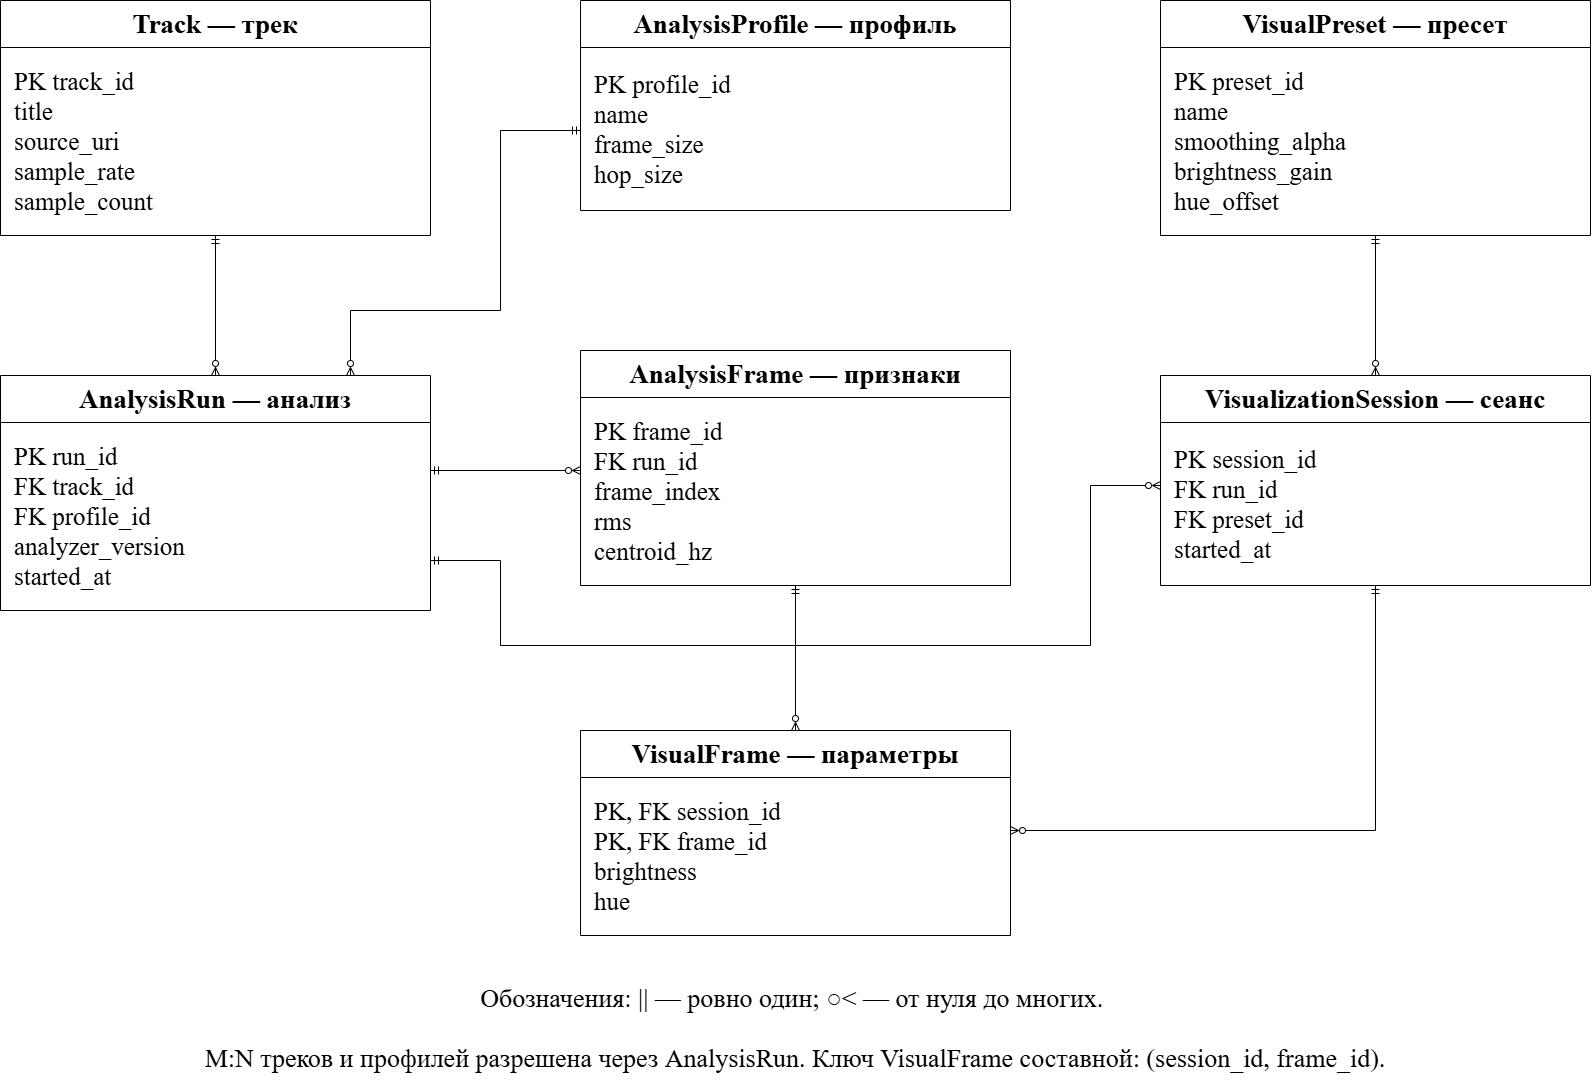 Track — трек
PK track_id
title
source_uri
sample_rate
sample_count
AnalysisProfile — профиль
PK profile_id
name
frame_size
hop_size
VisualPreset — пресет
PK preset_id
name
smoothing_alpha
brightness_gain
hue_offset
AnalysisRun — анализ
PK run_id
FK track_id
FK profile_id
analyzer_version
started_at
AnalysisFrame — признаки
PK frame_id
FK run_id
frame_index
rms
centroid_hz
VisualizationSession — сеанс
PK session_id
FK run_id
FK preset_id
started_at
VisualFrame — параметры
PK, FK session_id
PK, FK frame_id
brightness
hue
Обозначения: || — ровно один; ○< — от нуля до многих.
M:N треков и профилей разрешена через AnalysisRun. Ключ VisualFrame составной: (session_id, frame_id).